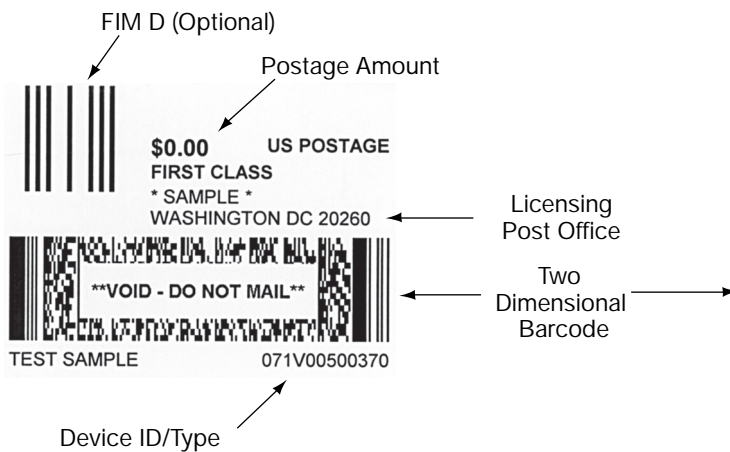 FIM D (Optional)
Postage Amount
$0.00 US POSTAGE
FIRST CLASS
* SAMPLE *
WASHINGTON DC 20260
Licensing
Post Office
**VOID - DO NOT MAIL**
Two
Dimensional
Barcode
TEST SAMPLE 071V00500370
Device ID/Type